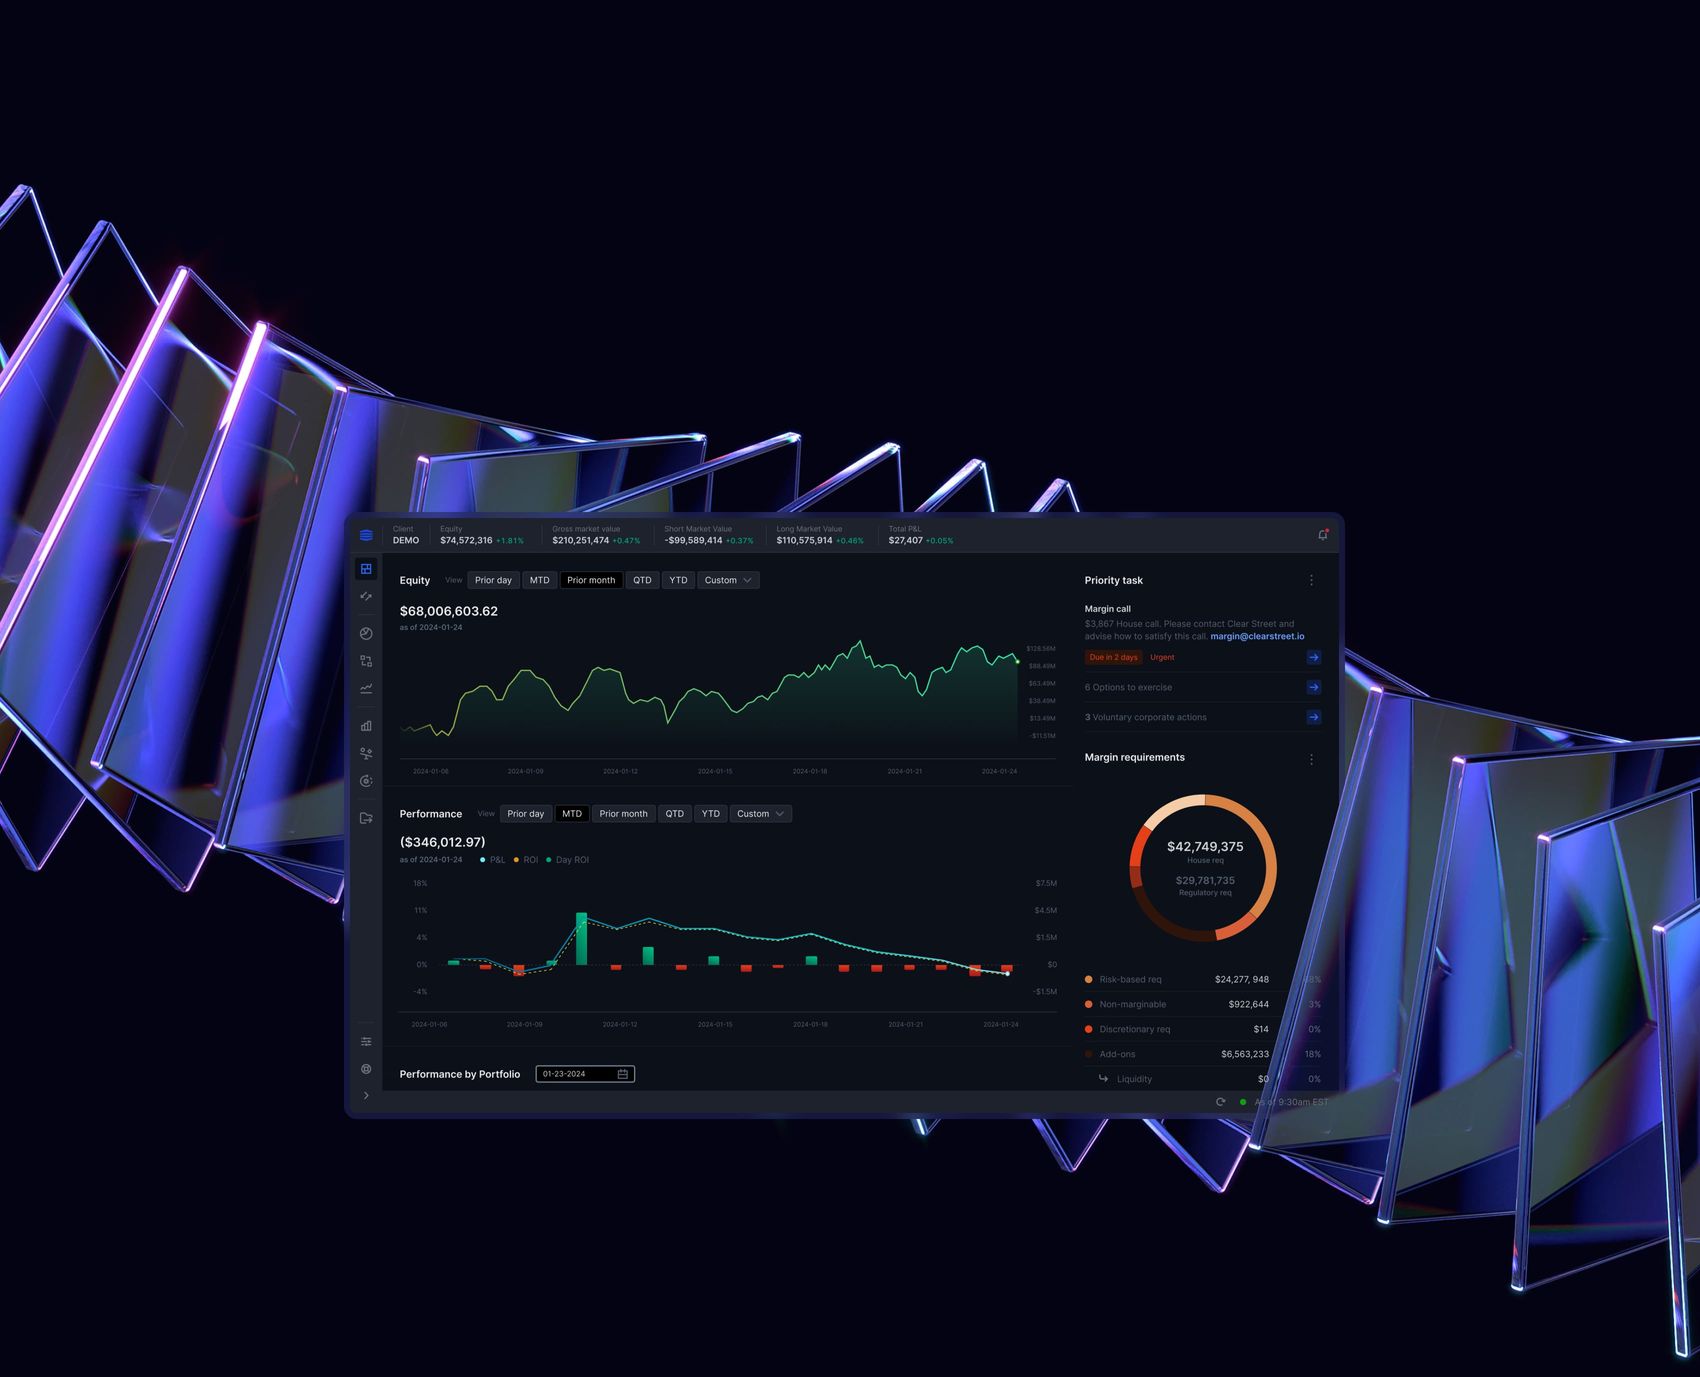 Client Equity Gross market value Short Market Value Long Market Value Total P&L
DEMO $74,572,316 +1.81% $210,251,474 +0.47% -$99,589,414 +0.37% $110,575,914 +0.46% $27,407 +0.05%
Equity View Prior day MTD Prior month QTD YTD Custom
$68,006,603.62
as of 2024-01-24
$128.56M
$88.49M
$63.49M
$38.49M
$13.49M
-$11.51M
2024-01-06 2024-01-09 2024-01-12 2024-01-15 2024-01-18 2024-01-21 2024-01-24
Performance View Prior day MTD Prior month QTD YTD Custom
($346,012.97)
as of 2024-01-24 P&L ROI Day ROI
18% $7.5M
11% $4.5M
4% $1.5M
0% $0
-4% -$1.5M
2024-01-06 2024-01-09 2024-01-12 2024-01-15 2024-01-18 2024-01-21 2024-01-24
Performance by Portfolio 01-23-2024
Priority task
Margin call
$3,867 House call. Please contact Clear Street and
advise how to satisfy this call. margin@clearstreet.io
Due in 2 days Urgent
6 Options to exercise
3 Voluntary corporate actions
Margin requirements
$42,749,375
House req
$29,781,735
Regulatory req
Risk-based req $24,277, 948
Non-marginable $922,644 3%
Discretionary req $14 0%
Add-ons $6,563,233 18%
Liquidity $0 0%
As of 9:30am EST